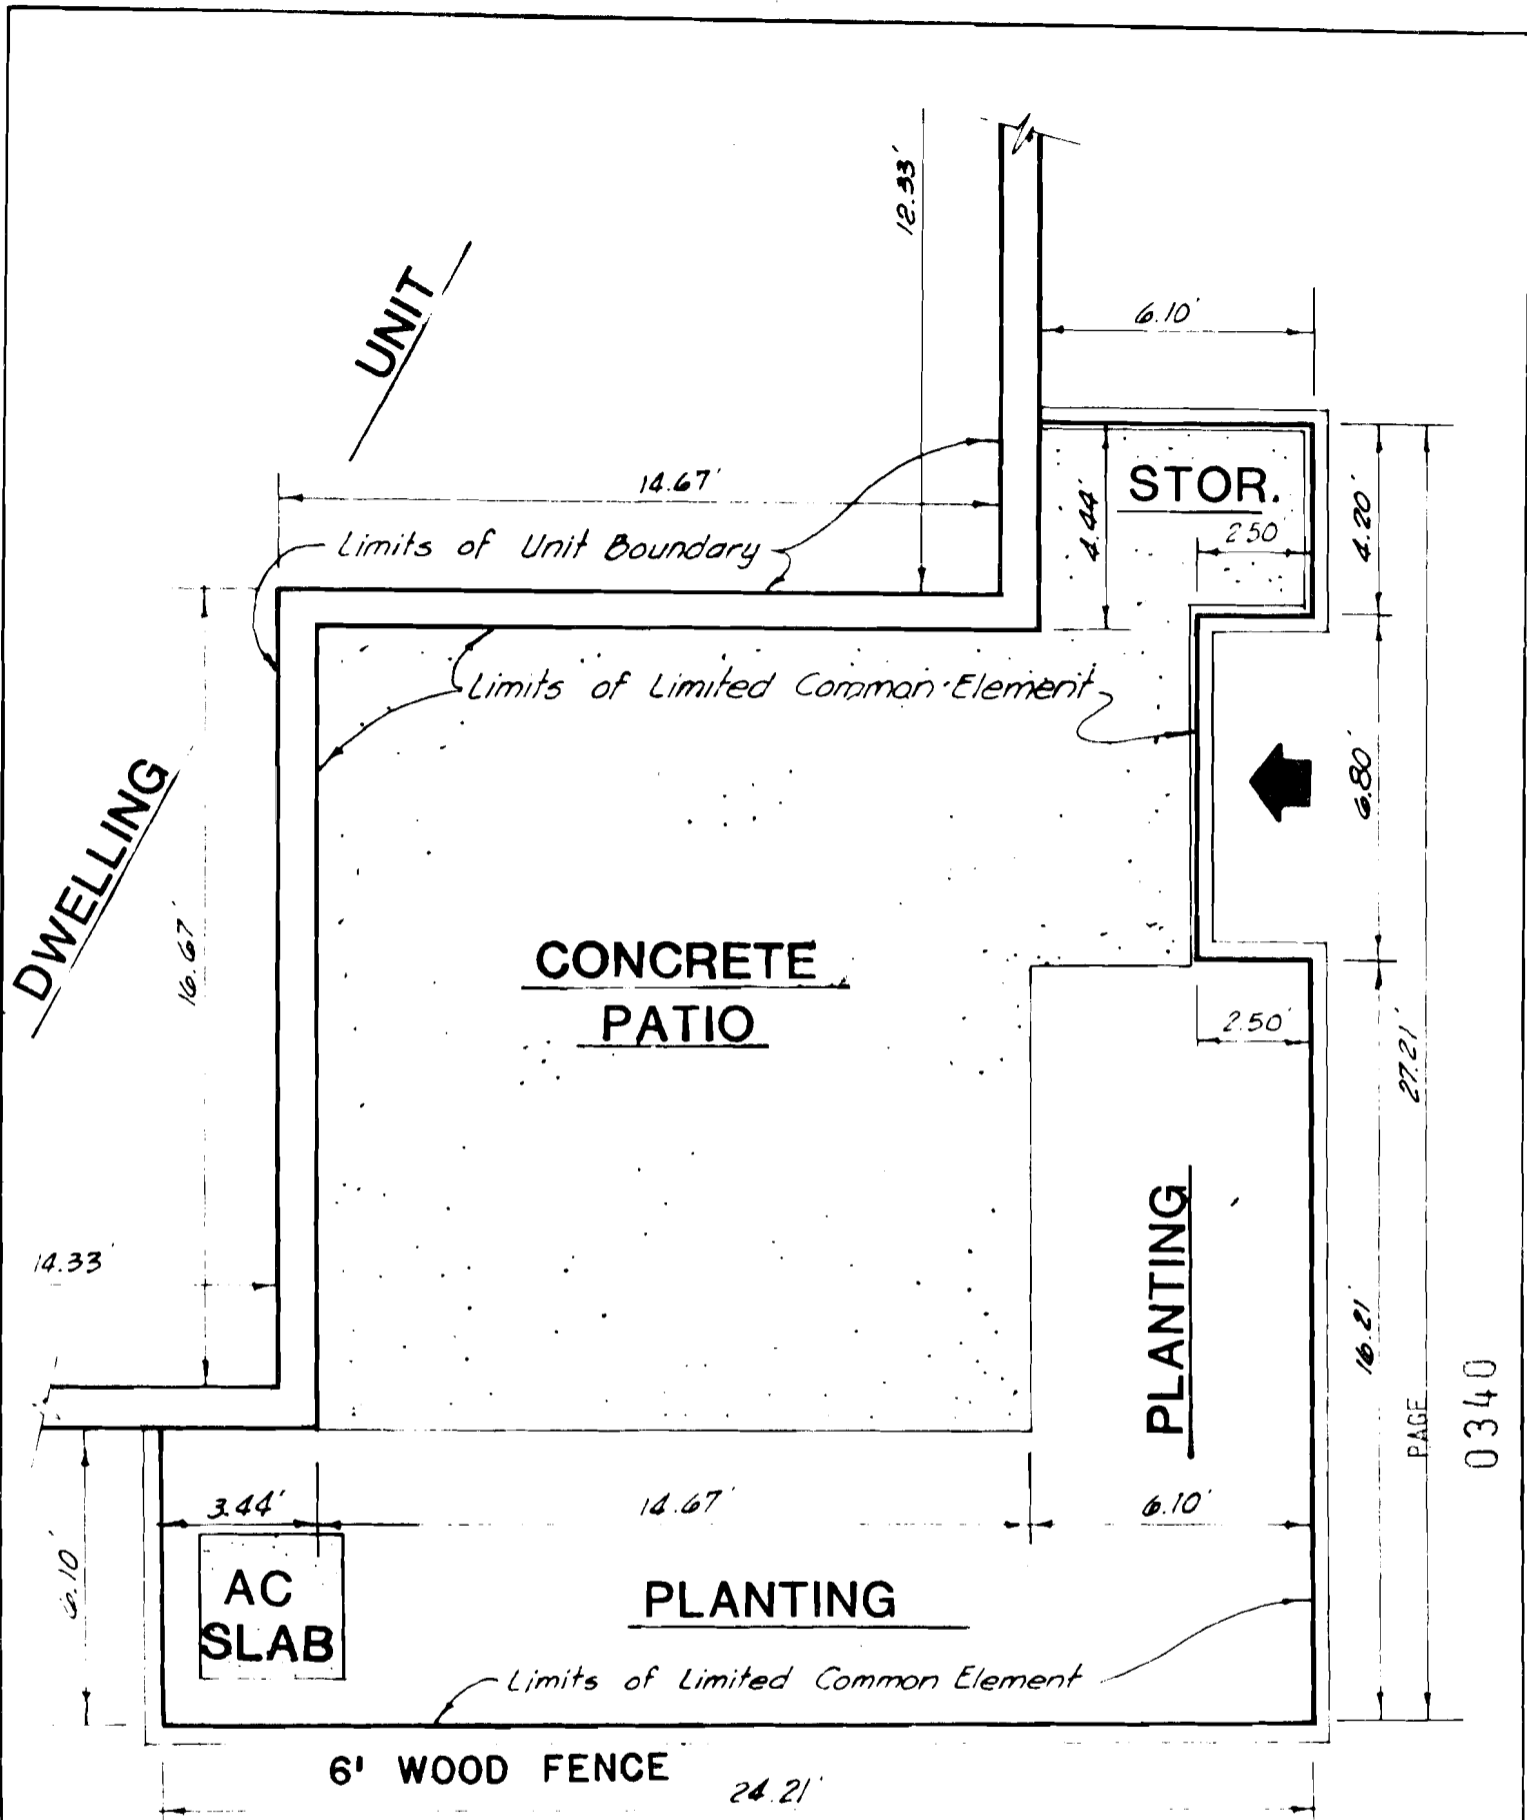 12.33'
UNIT
6.10'
14.67'
STOR.
4.44'
2.50
4.20'
Limits of Unit Boundary
Limits of Limited Common Element
6.80'
DWELLING
16.67'
CONCRETE
PATIO
2.50'
27.21'
PLANTING
14.33'
16.21'
PAGE
0340
3.44'
14.67'
6.10'
6.10'
AC
SLAB
PLANTING
Limits of Limited Common Element
6' WOOD FENCE
24.21'